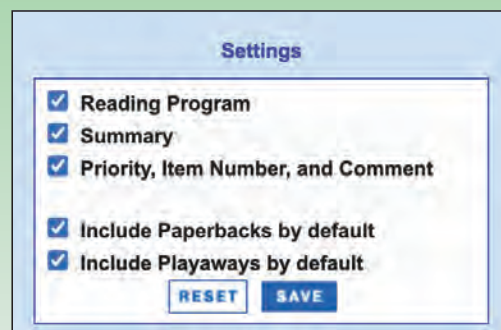 Settings
Reading Program
Summary
Priority, Item Number, and Comment
Include Paperbacks by default
Include Playaways by default
RESET SAVE